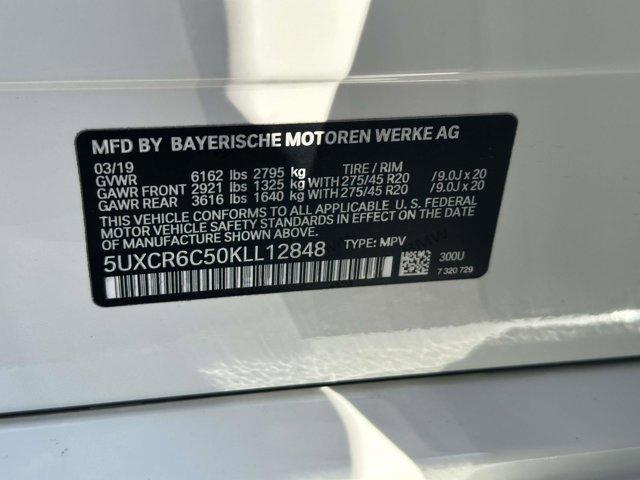 MFD BY BAYERISCHE MOTOREN WERKE AG
03/19 TIRE / RIM
GVWR 6162 lbs 2795 kg
GAWR FRONT 2921 lbs 1325 kg WITH 275/45 R20 /9.0J x 20
GAWR REAR 3616 lbs 1640 kg WITH 275/45 R20 /9.0J x 20
THIS VEHICLE CONFORMS TO ALL APPLICABLE U. S. FEDERAL
MOTOR VEHICLE SAFETY STANDARDS IN EFFECT ON THE DATE
OF MANUFACTURE SHOWN ABOVE.
5UXCR6C50KLL12848 TYPE: MPV
300U
7 320 729